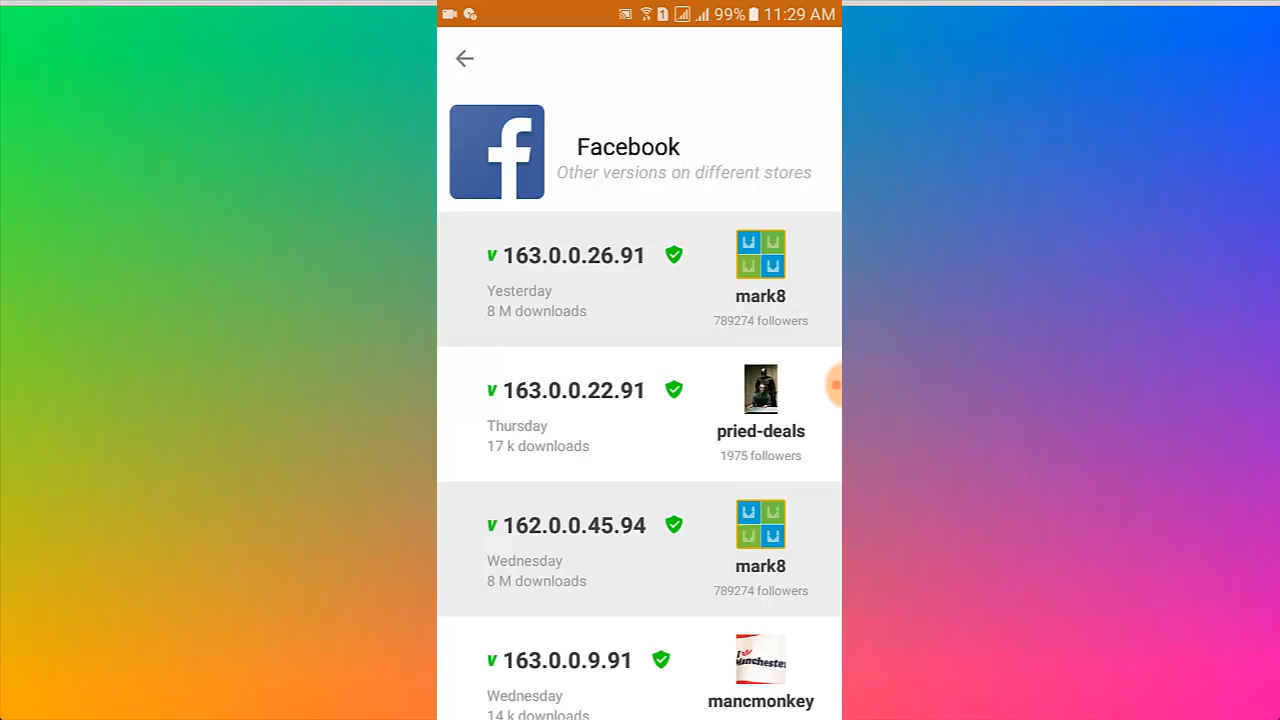 99% 11:29 AM
Facebook
Other versions on different stores
v 163.0.0.26.91
Yesterday
8 M downloads
mark8
789274 followers
v 163.0.0.22.91
Thursday
17 k downloads
pried-deals
1975 followers
v 162.0.0.45.94
Wednesday
8 M downloads
mark8
789274 followers
v 163.0.0.9.91
Wednesday
14 k downloads
mancmonkey